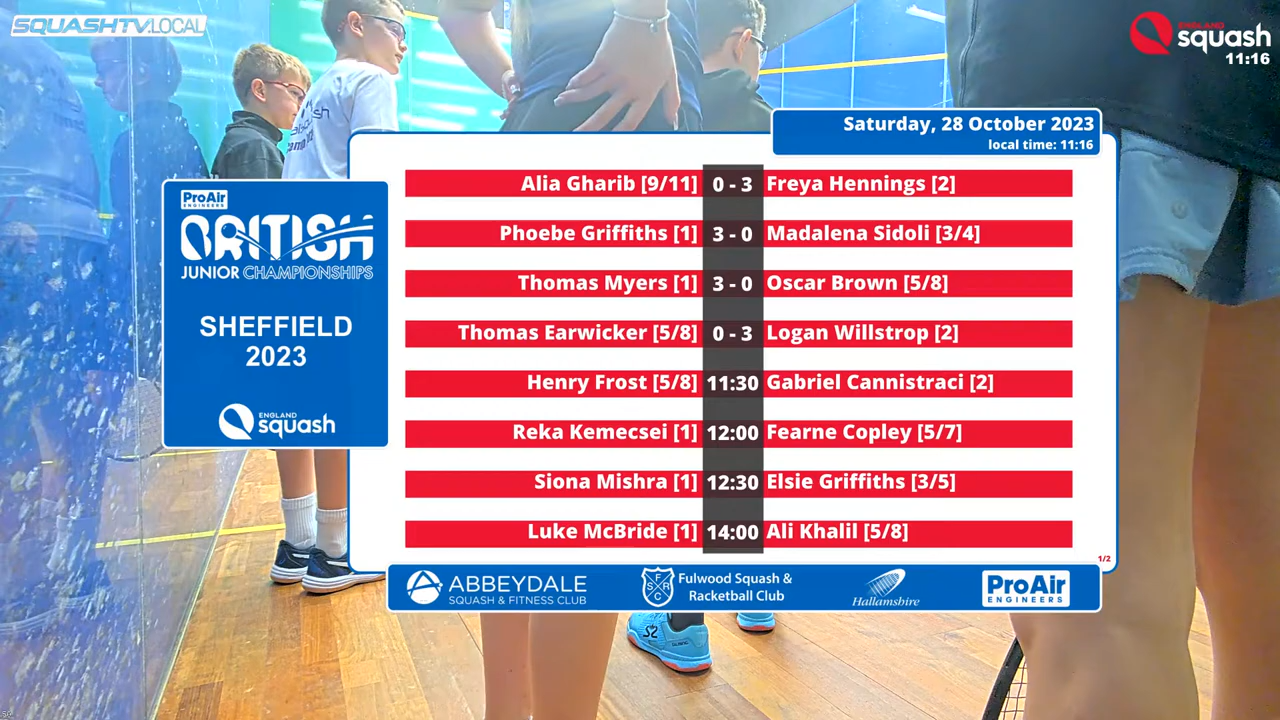 SQUASHTV.LOCAL
ENGLAND
squash
11:16
Saturday, 28 October 2023
local time: 11:16
ProAir
ENGINEERS
BRITISH
JUNIOR CHAMPIONSHIPS
SHEFFIELD
2023
ENGLAND
squash
Alia Gharib [9/11] 0 - 3 Freya Hennings [2]
Phoebe Griffiths [1] 3 - 0 Madalena Sidoli [3/4]
Thomas Myers [1] 3 - 0 Oscar Brown [5/8]
Thomas Earwicker [5/8] 0 - 3 Logan Willstrop [2]
Henry Frost [5/8] 11:30 Gabriel Cannistraci [2]
Reka Kemecsei [1] 12:00 Fearne Copley [5/7]
Siona Mishra [1] 12:30 Elsie Griffiths [3/5]
Luke McBride [1] 14:00 Ali Khalil [5/8]
1/2
ABBEYDALE
SQUASH & FITNESS CLUB
SFRC
Fulwood Squash &
Racketball Club
Hallamshire
ProAir
ENGINEERS